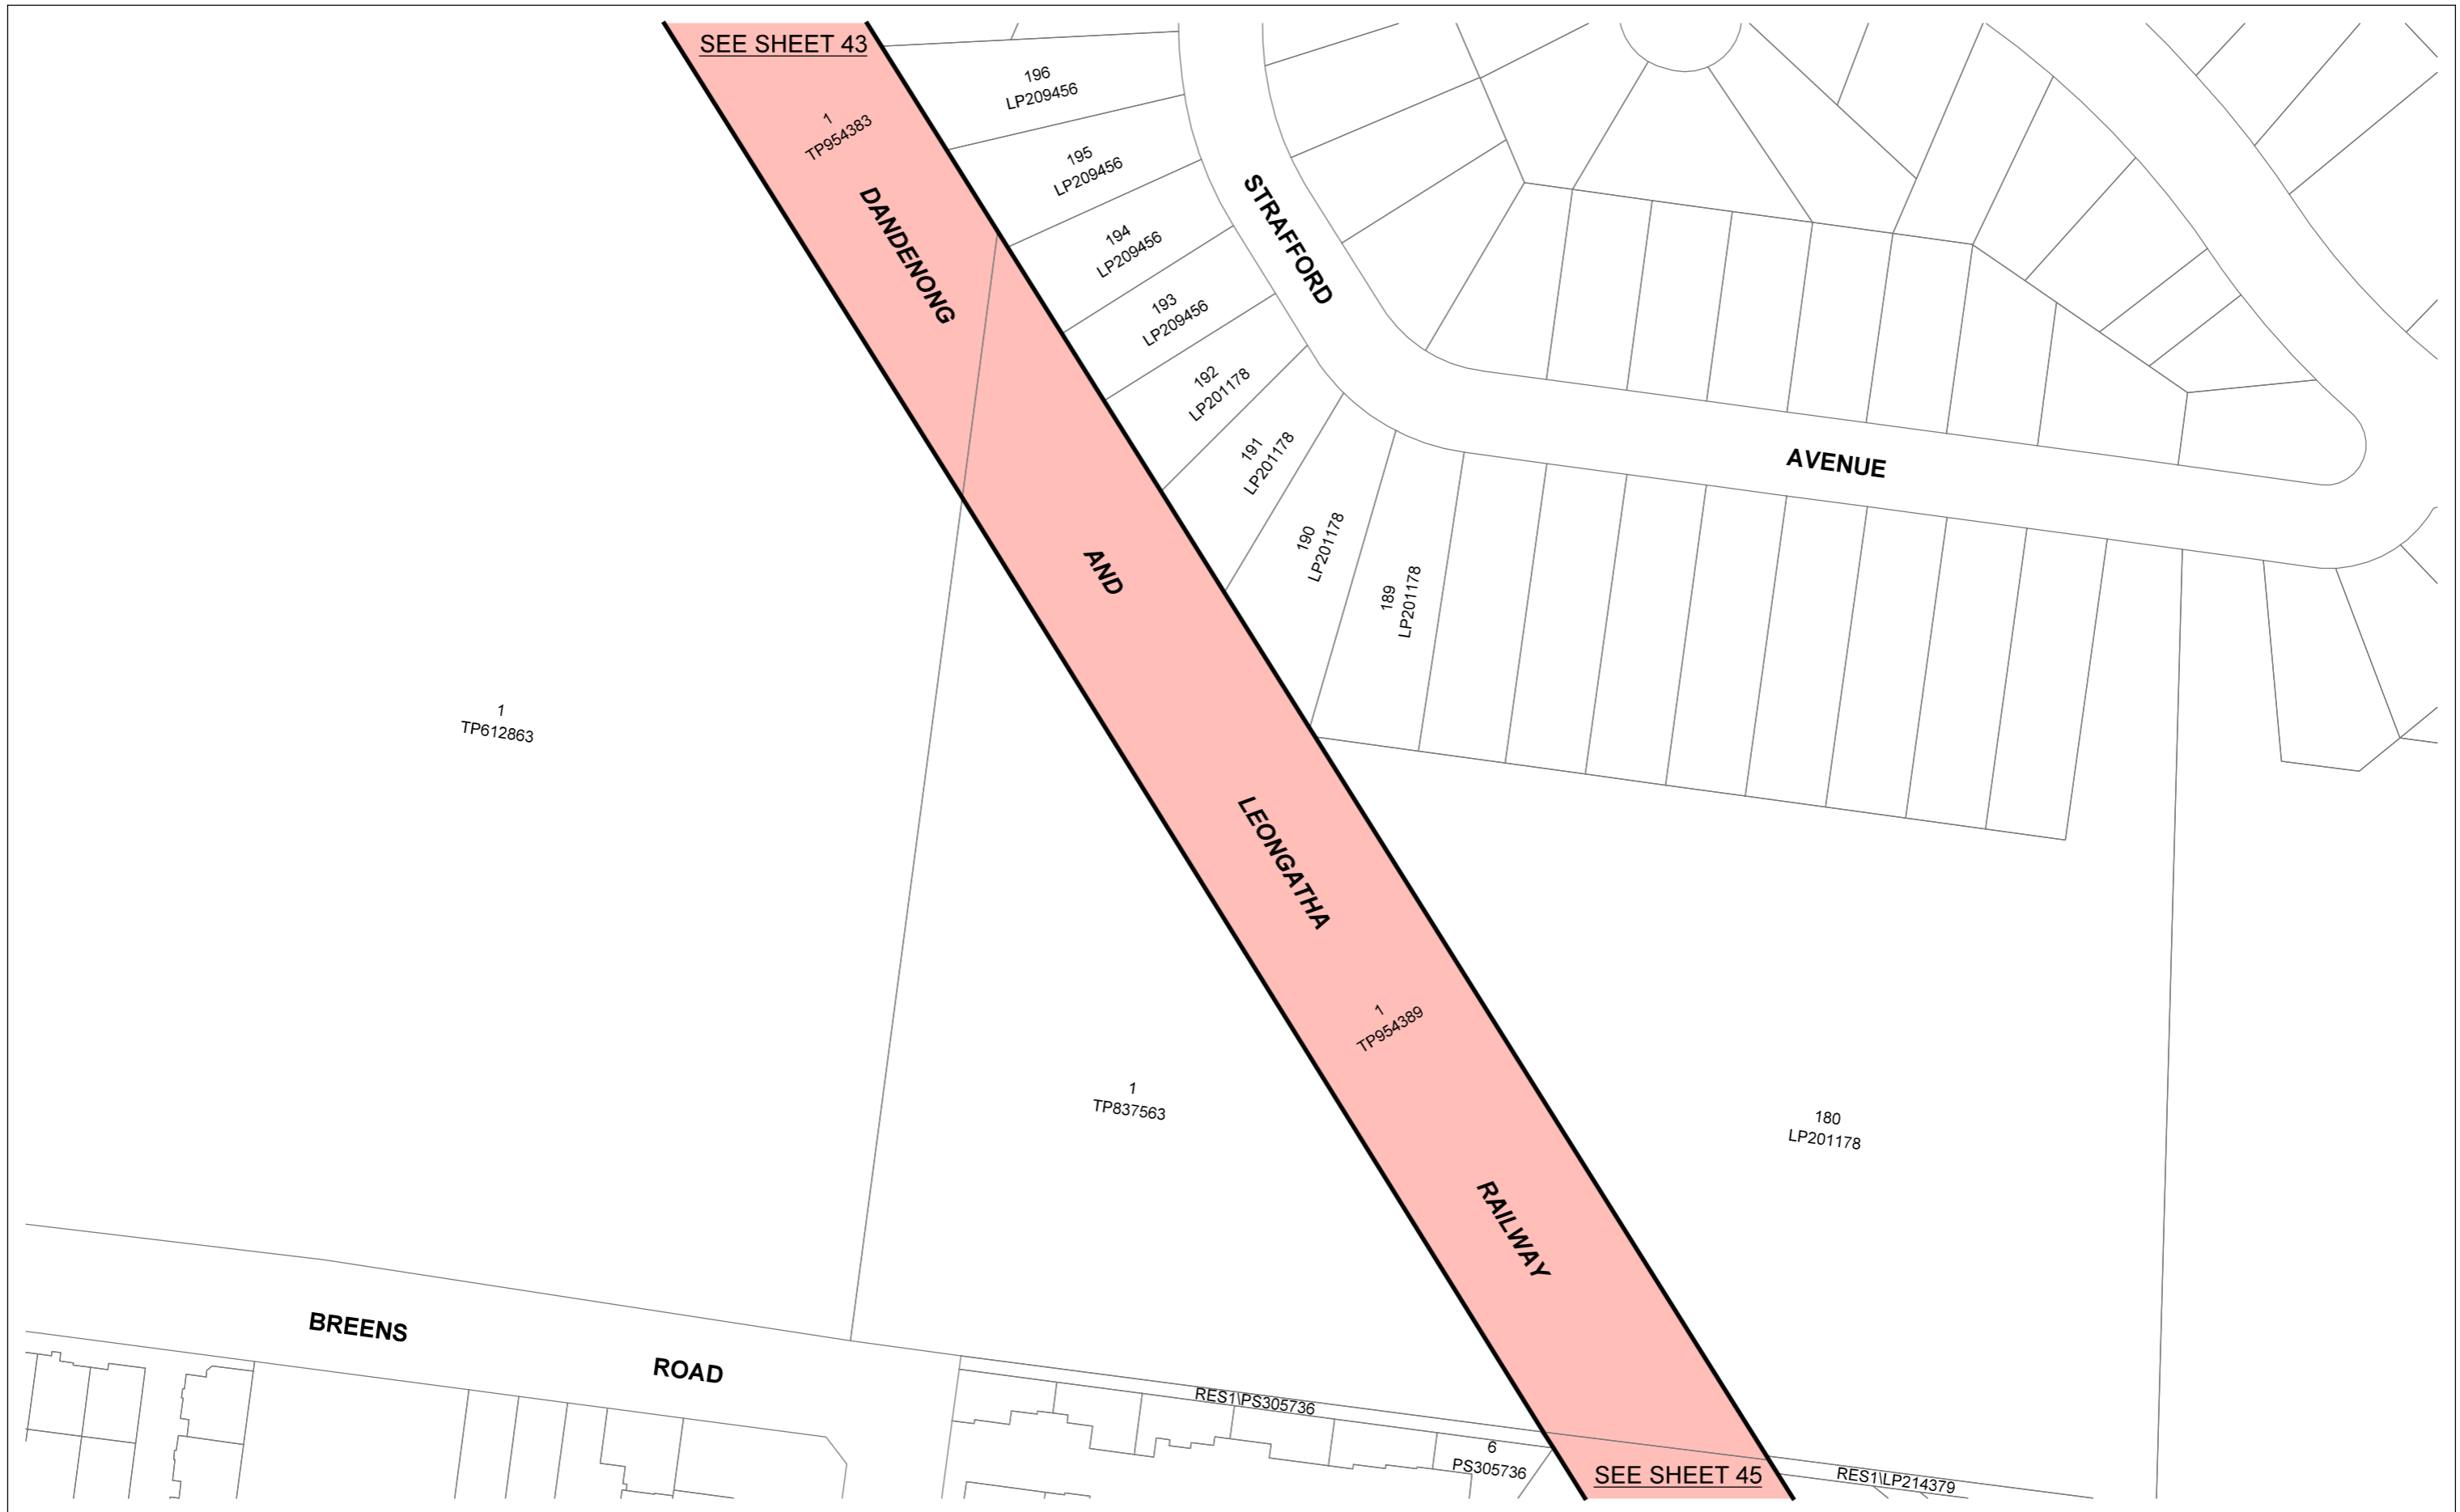 SEE SHEET 43
196
LP209456
1
TP954383
195
LP209456
DANDENONG
STRAFFORD
194
LP209456
193
LP209456
192
LP201178
191
LP201178
AVENUE
190
LP201178
AND
189
LP201178
1
TP612863
LEONGATHA
1
TP954389
1
TP837563
180
LP201178
RAILWAY
BREENS
ROAD
RES1\PS305736
6
PS305736
SEE SHEET 45
RES1\LP214379